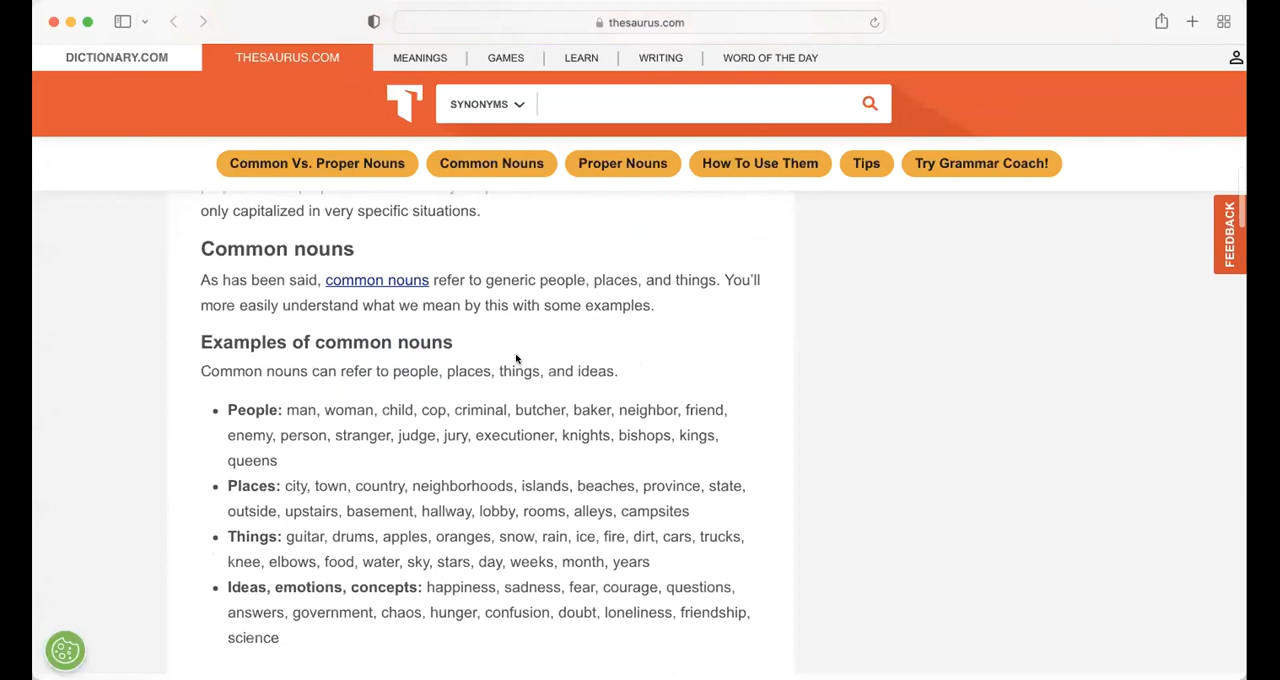 thesaurus.com
DICTIONARY.COM THESAURUS.COM MEANINGS | GAMES | LEARN | WRITING | WORD OF THE DAY
SYNONYMS
Common Vs. Proper Nouns Common Nouns Proper Nouns How To Use Them Tips Try Grammar Coach!
only capitalized in very specific situations.
FEEDBACK
Common nouns
As has been said, common nouns refer to generic people, places, and things. You’ll
more easily understand what we mean by this with some examples.
Examples of common nouns
Common nouns can refer to people, places, things, and ideas.
• People: man, woman, child, cop, criminal, butcher, baker, neighbor, friend,
enemy, person, stranger, judge, jury, executioner, knights, bishops, kings,
queens
• Places: city, town, country, neighborhoods, islands, beaches, province, state,
outside, upstairs, basement, hallway, lobby, rooms, alleys, campsites
• Things: guitar, drums, apples, oranges, snow, rain, ice, fire, dirt, cars, trucks,
knee, elbows, food, water, sky, stars, day, weeks, month, years
• Ideas, emotions, concepts: happiness, sadness, fear, courage, questions,
answers, government, chaos, hunger, confusion, doubt, loneliness, friendship,
science